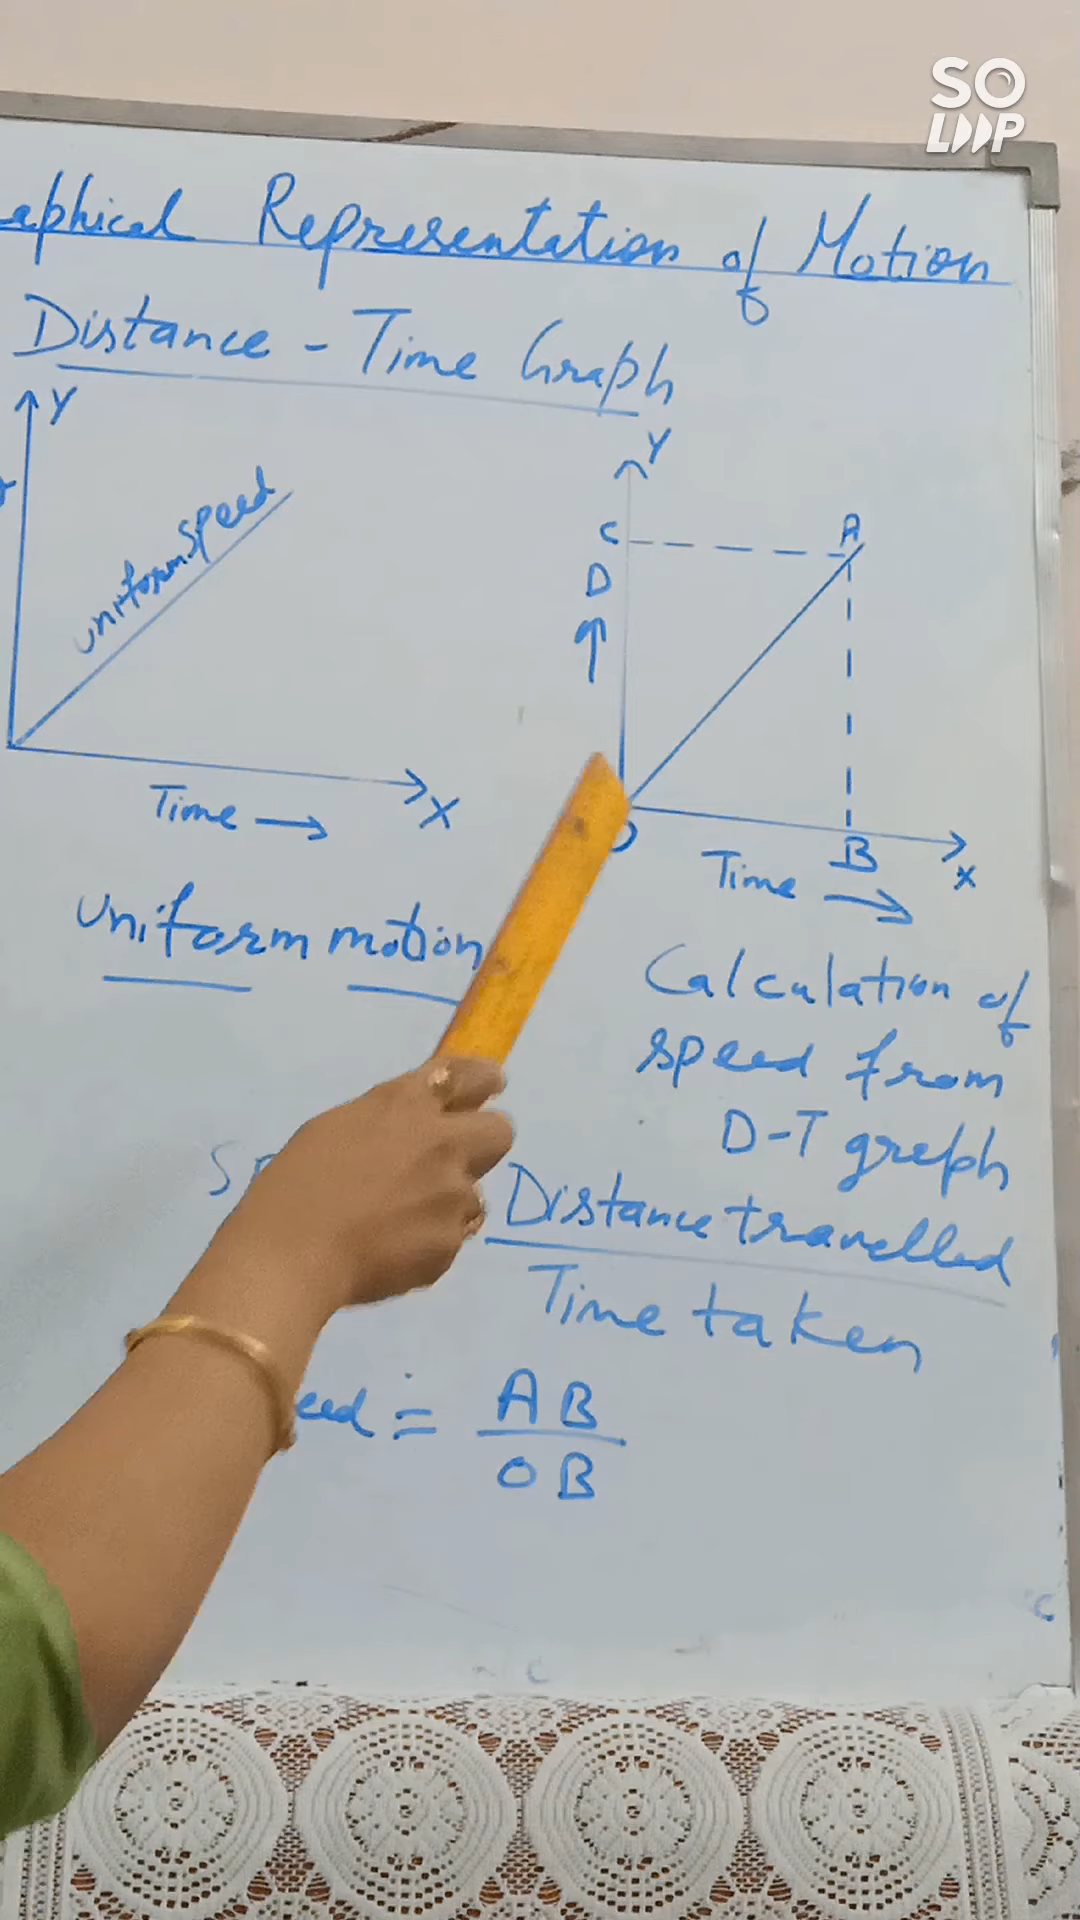 SO
LOOP
aphical Representation of Motion
Distance - Time Graph
Y
uniform speed
Time →
X
uniform motion
Y
C
A
D
Time →
B
X
Calculation of
speed from
D-T graph
Distance travelled
Time taken
eed = AB
OB